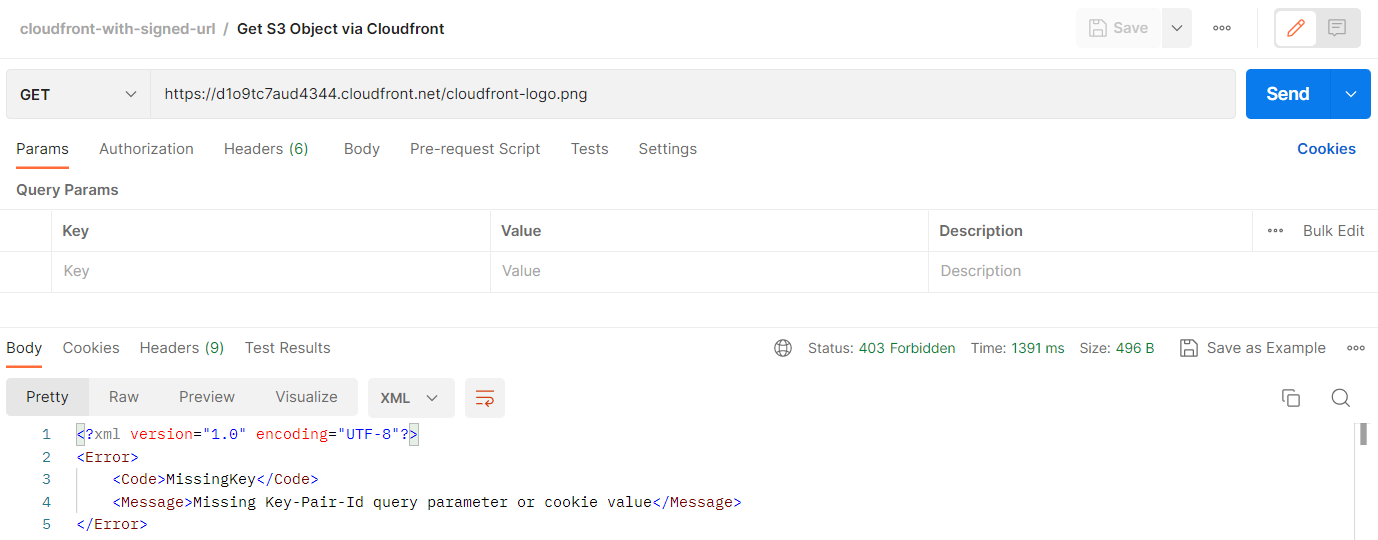 cloudfront-with-signed-url / Get S3 Object via Cloudfront Save
GET https://d1o9tc7aud4344.cloudfront.net/cloudfront-logo.png Send
Params Authorization Headers (6) Body Pre-request Script Tests Settings Cookies
Query Params
Key Value Description Bulk Edit
Key Value Description
Body Cookies Headers (9) Test Results Status: 403 Forbidden Time: 1391 ms Size: 496 B Save as Example
Pretty Raw Preview Visualize XML
1 <?xml version="1.0" encoding="UTF-8"?>
2 <Error>
3 <Code>MissingKey</Code>
4 <Message>Missing Key-Pair-Id query parameter or cookie value</Message>
5 </Error>